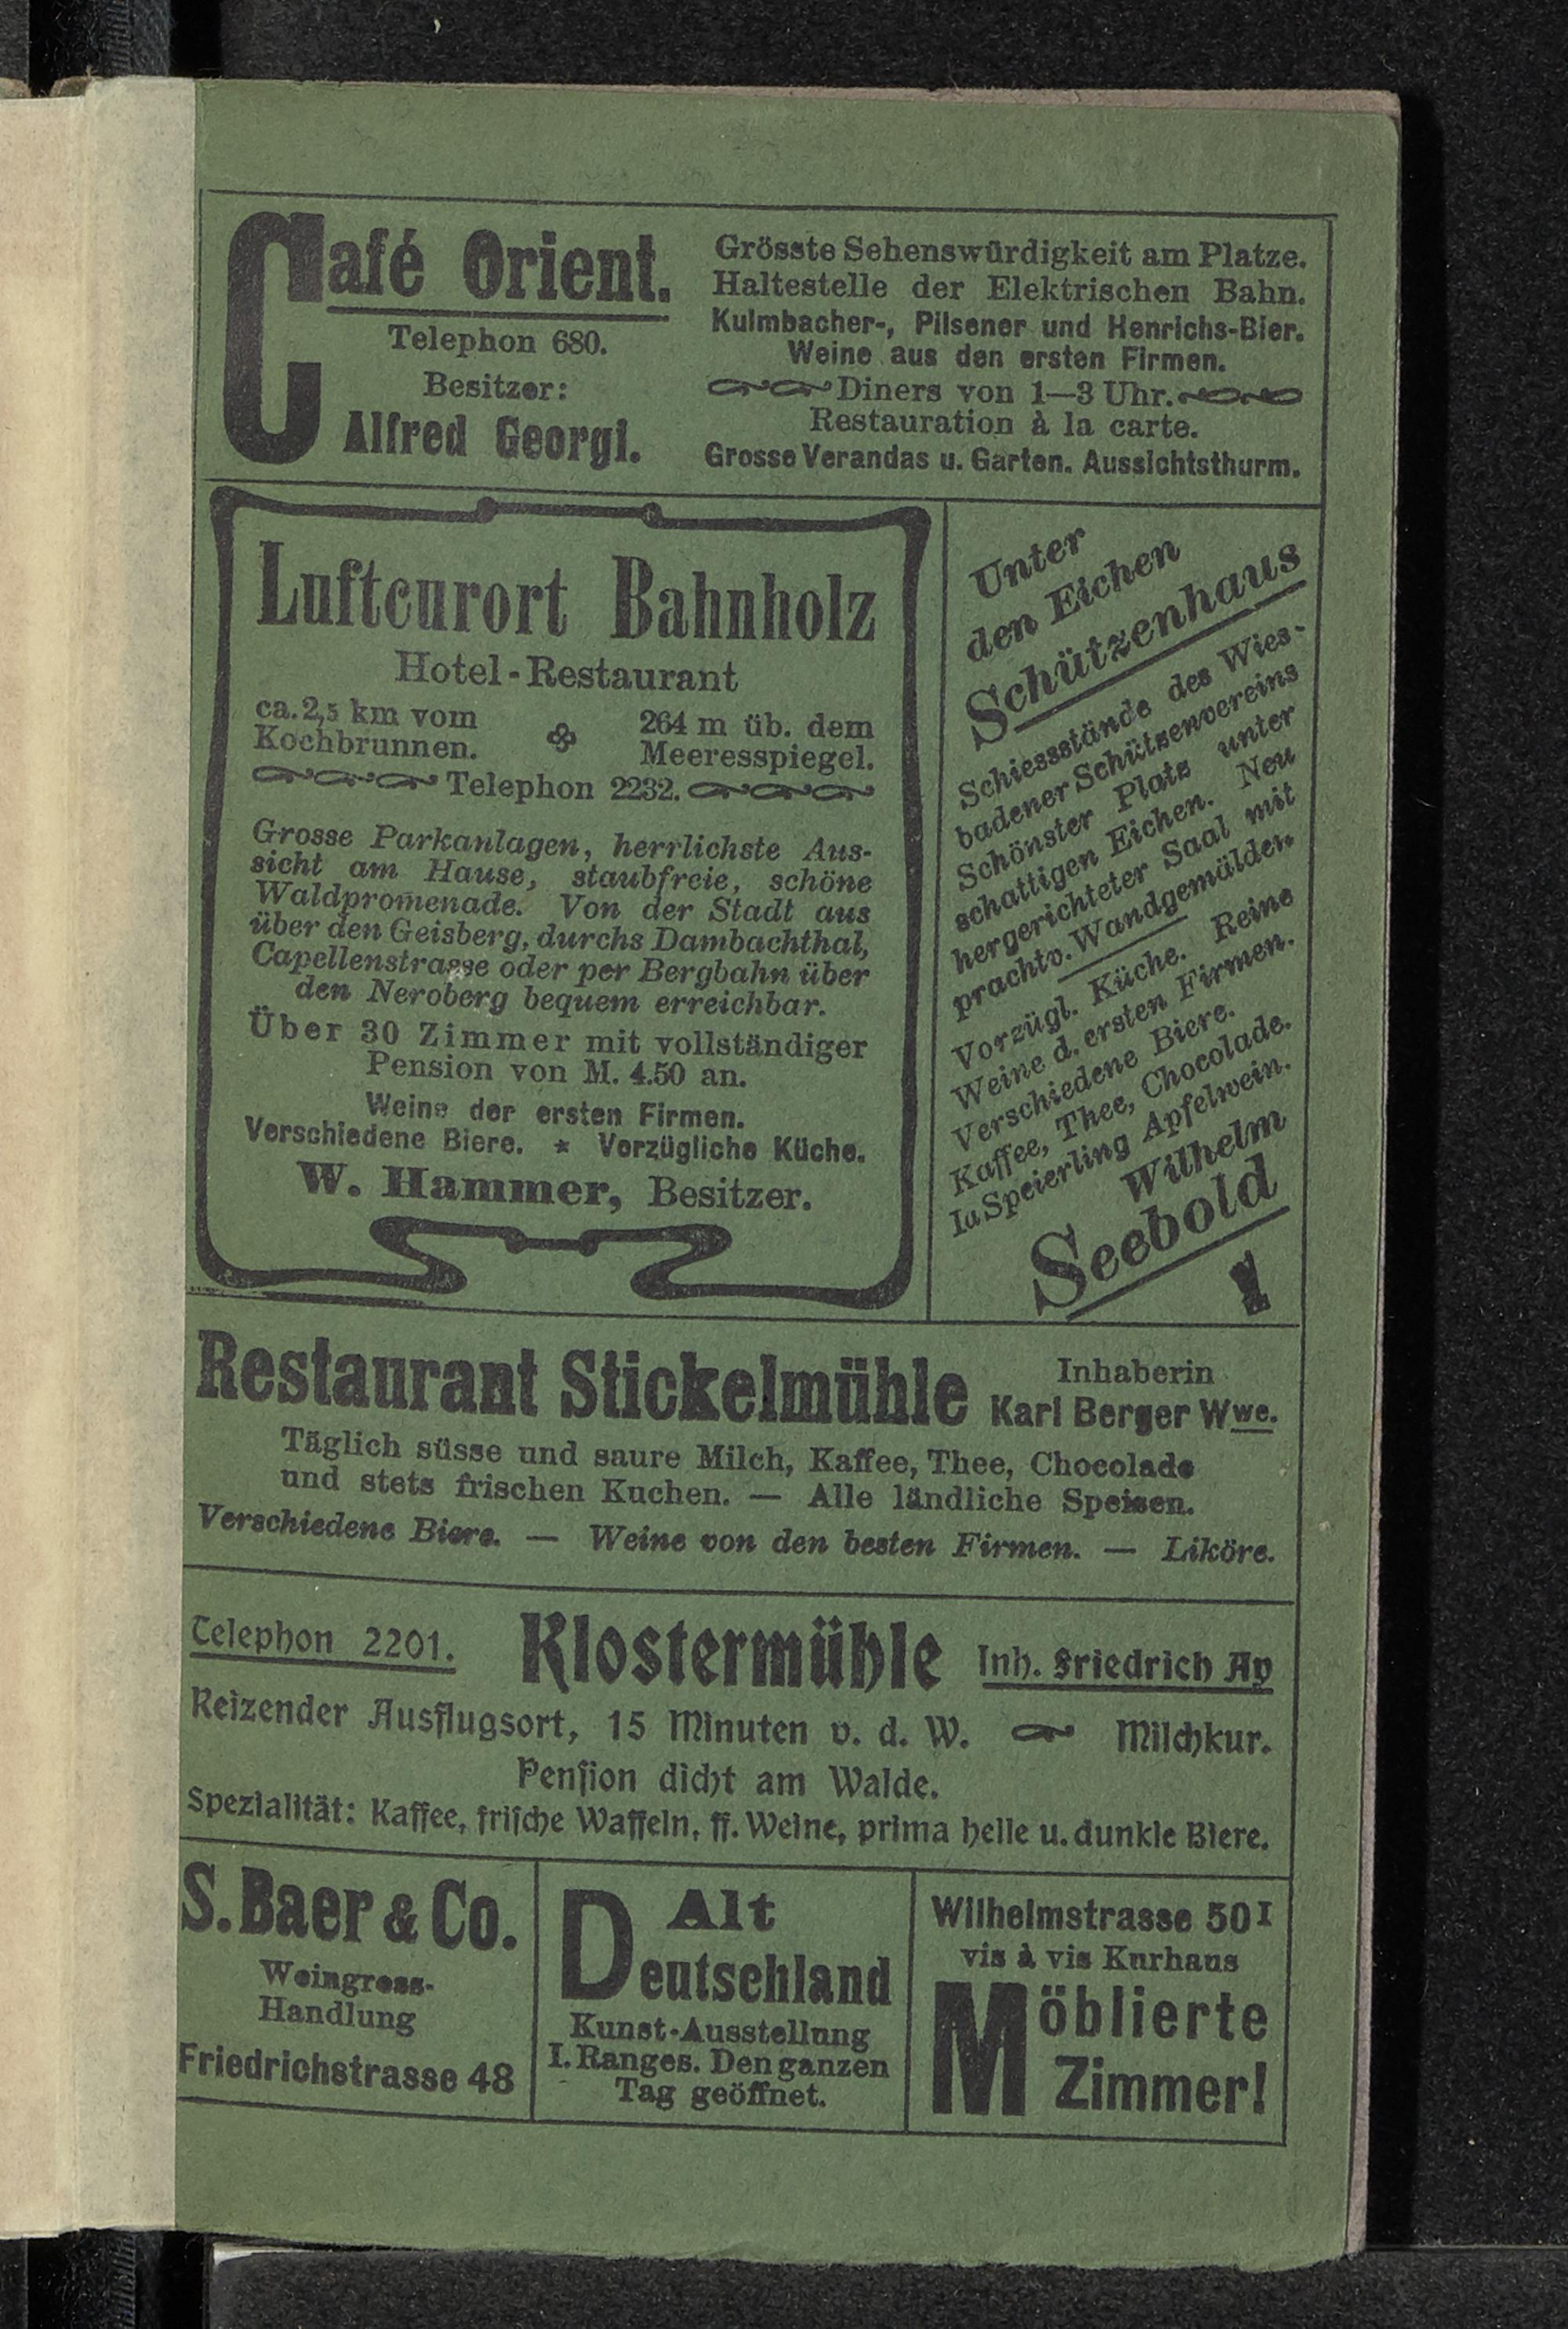 Café Orient.
Telephon 680.
Besitzer:
Alfred Georgi.
Grösste Sehenswürdigkeit am Platze.
Haltestelle der Elektrischen Bahn.
Kulmbacher-, Pilsener und Henrichs-Bier.
Weine aus den ersten Firmen.
Diners von 1—3 Uhr.
Restauration à la carte.
Grosse Verandas u. Garten. Aussichtsthurm.
Luftcurort Bahnholz
Hotel-Restaurant
ca. 2,5 km vom
Kochbrunnen.
264 m üb. dem
Meeresspiegel.
Telephon 2232.
Grosse Parkanlagen, herrlichste Aus-
sicht am Hause, staubfreie, schöne
Waldpromenade. Von der Stadt aus
über den Geisberg, durchs Dambachthal,
Capellenstrasse oder per Bergbahn über
den Neroberg bequem erreichbar.
Über 30 Zimmer mit vollständiger
Pension von M. 4.50 an.
Weine der ersten Firmen.
Verschiedene Biere. * Vorzügliche Küche.
W. Hammer, Besitzer.
Unter
den Eichen
Schützenhaus
Schiessstände des Wies-
badener Schützenvereins
Schönster Platz unter
schattigen Eichen. Neu
hergerichteter Saal mit
prachtv. Wandgemälden
Vorzügl. Küche. Reine
Weine d. ersten Firmen.
Verschiedene Biere.
Kaffee, Thee, Chocolade.
Ia Speierling Apfelwein.
Wilhelm
Seebold
Restaurant Stickelmühle
Inhaberin
Karl Berger Wwe.
Täglich süsse und saure Milch, Kaffee, Thee, Chocolade
und stets frischen Kuchen. — Alle ländliche Speisen.
Verschiedene Biere. — Weine von den besten Firmen. — Liköre.
Telephon 2201. Klostermühle Inh. Friedrich Ay
Reizender Ausflugsort, 15 Minuten v. d. W. Milchkur.
Pension dicht am Walde.
Spezialität: Kaffee, frische Waffeln, ff. Weine, prima helle u. dunkle Biere.
S. Baer & Co.
Weingross-
Handlung
Friedrichstrasse 48
Alt
Deutschland
Kunst-Ausstellung
I. Ranges. Den ganzen
Tag geöffnet.
Wilhelmstrasse 50 I
vis à vis Kurhaus
Möblierte
Zimmer!